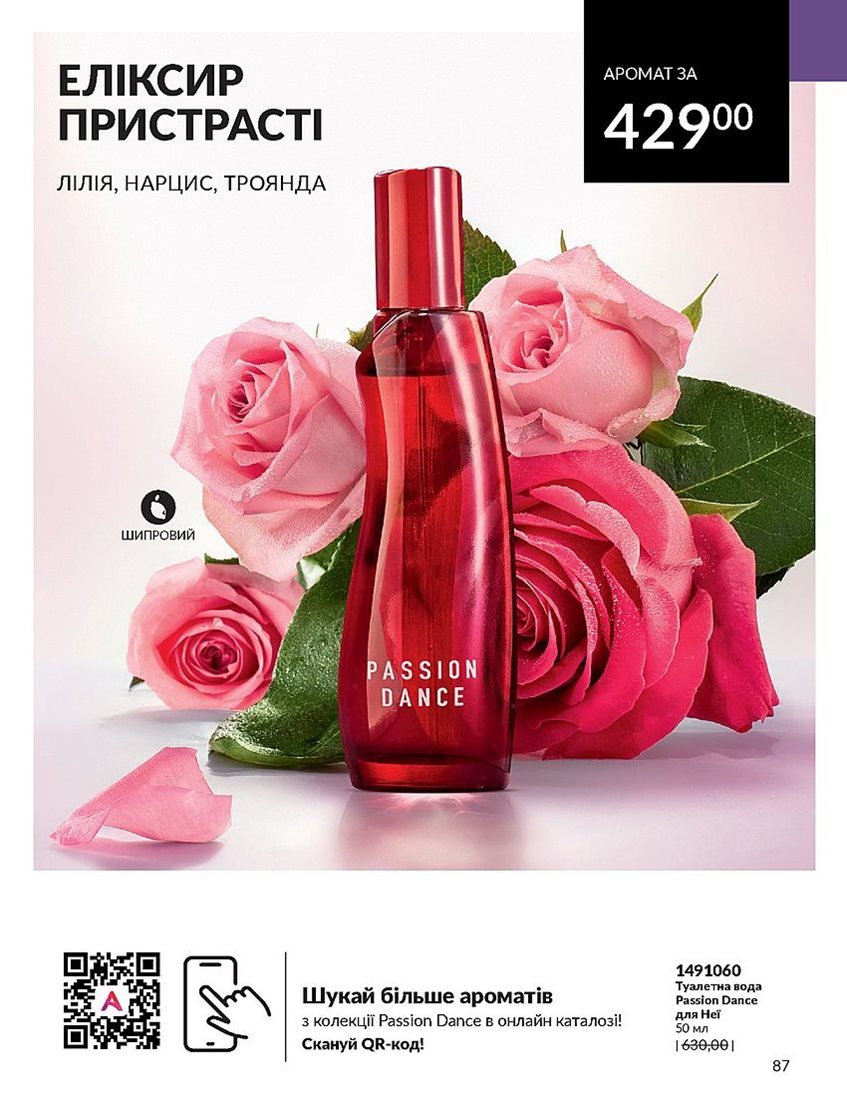 ЕЛІКСИР
ПРИСТРАСТІ
ЛІЛІЯ, НАРЦИС, ТРОЯНДА
АРОМАТ ЗА
429⁰⁰
ШИПРОВИЙ
PASSION
DANCE
A
Шукай більше ароматів
з колекції Passion Dance в онлайн каталозі!
Скануй QR-код!
1491060
Туалетна вода
Passion Dance
для Неї
50 мл
| 630,00 |
87